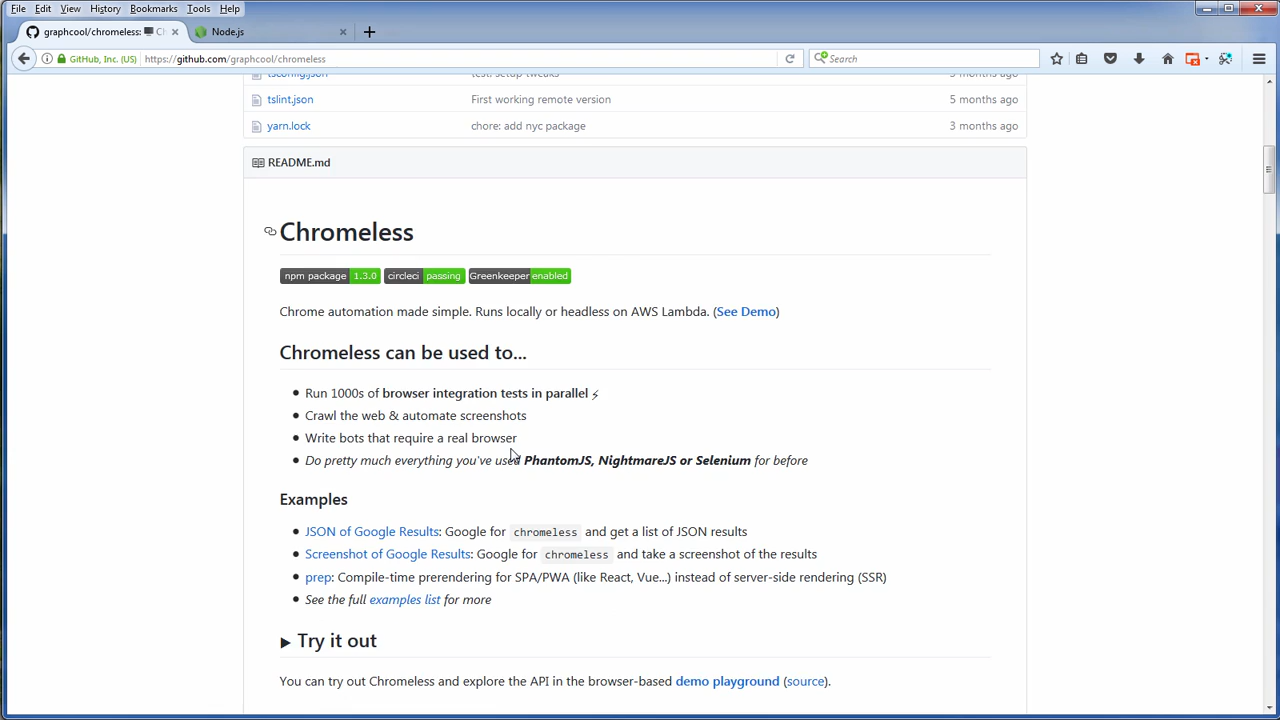 File Edit View History Bookmarks Tools Help
graphcool/chromeless: Node.js
GitHub, Inc. (US) https://github.com/graphcool/chromeless Search
tsconfig.json test: setup tweaks 5 months ago
tslint.json First working remote version 5 months ago
yarn.lock chore: add nyc package 3 months ago
README.md
Chromeless
npm package 1.3.0 circleci passing Greenkeeper enabled
Chrome automation made simple. Runs locally or headless on AWS Lambda. (See Demo)
Chromeless can be used to...
Run 1000s of browser integration tests in parallel ⚡
Crawl the web & automate screenshots
Write bots that require a real browser
Do pretty much everything you've used PhantomJS, NightmareJS or Selenium for before
Examples
JSON of Google Results: Google for chromeless and get a list of JSON results
Screenshot of Google Results: Google for chromeless and take a screenshot of the results
prep: Compile-time prerendering for SPA/PWA (like React, Vue...) instead of server-side rendering (SSR)
See the full examples list for more
▶ Try it out
You can try out Chromeless and explore the API in the browser-based demo playground (source).